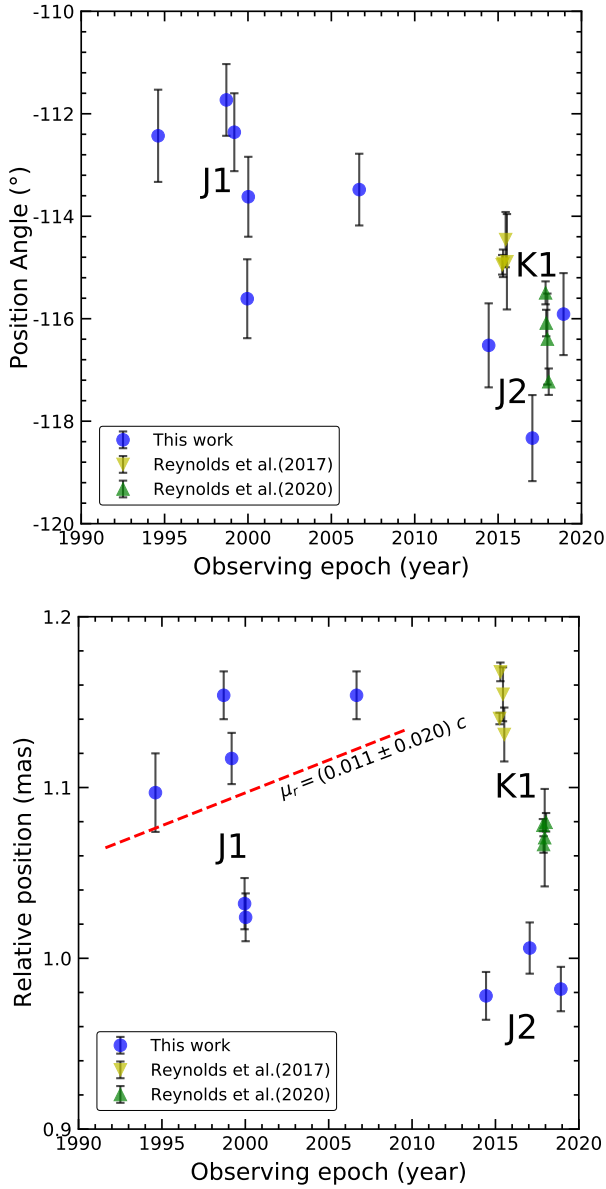 -110
-112
-114
-116
-118
-120
Position Angle (°)
J1
K1
J2
This work
Reynolds et al.(2017)
Reynolds et al.(2020)
1990 1995 2000 2005 2010 2015 2020
Observing epoch (year)
1.2
1.1
1.0
0.9
Relative position (mas)
μr = (0.011 ± 0.020) c
K1
J1
J2
This work
Reynolds et al.(2017)
Reynolds et al.(2020)
1990 1995 2000 2005 2010 2015 2020
Observing epoch (year)